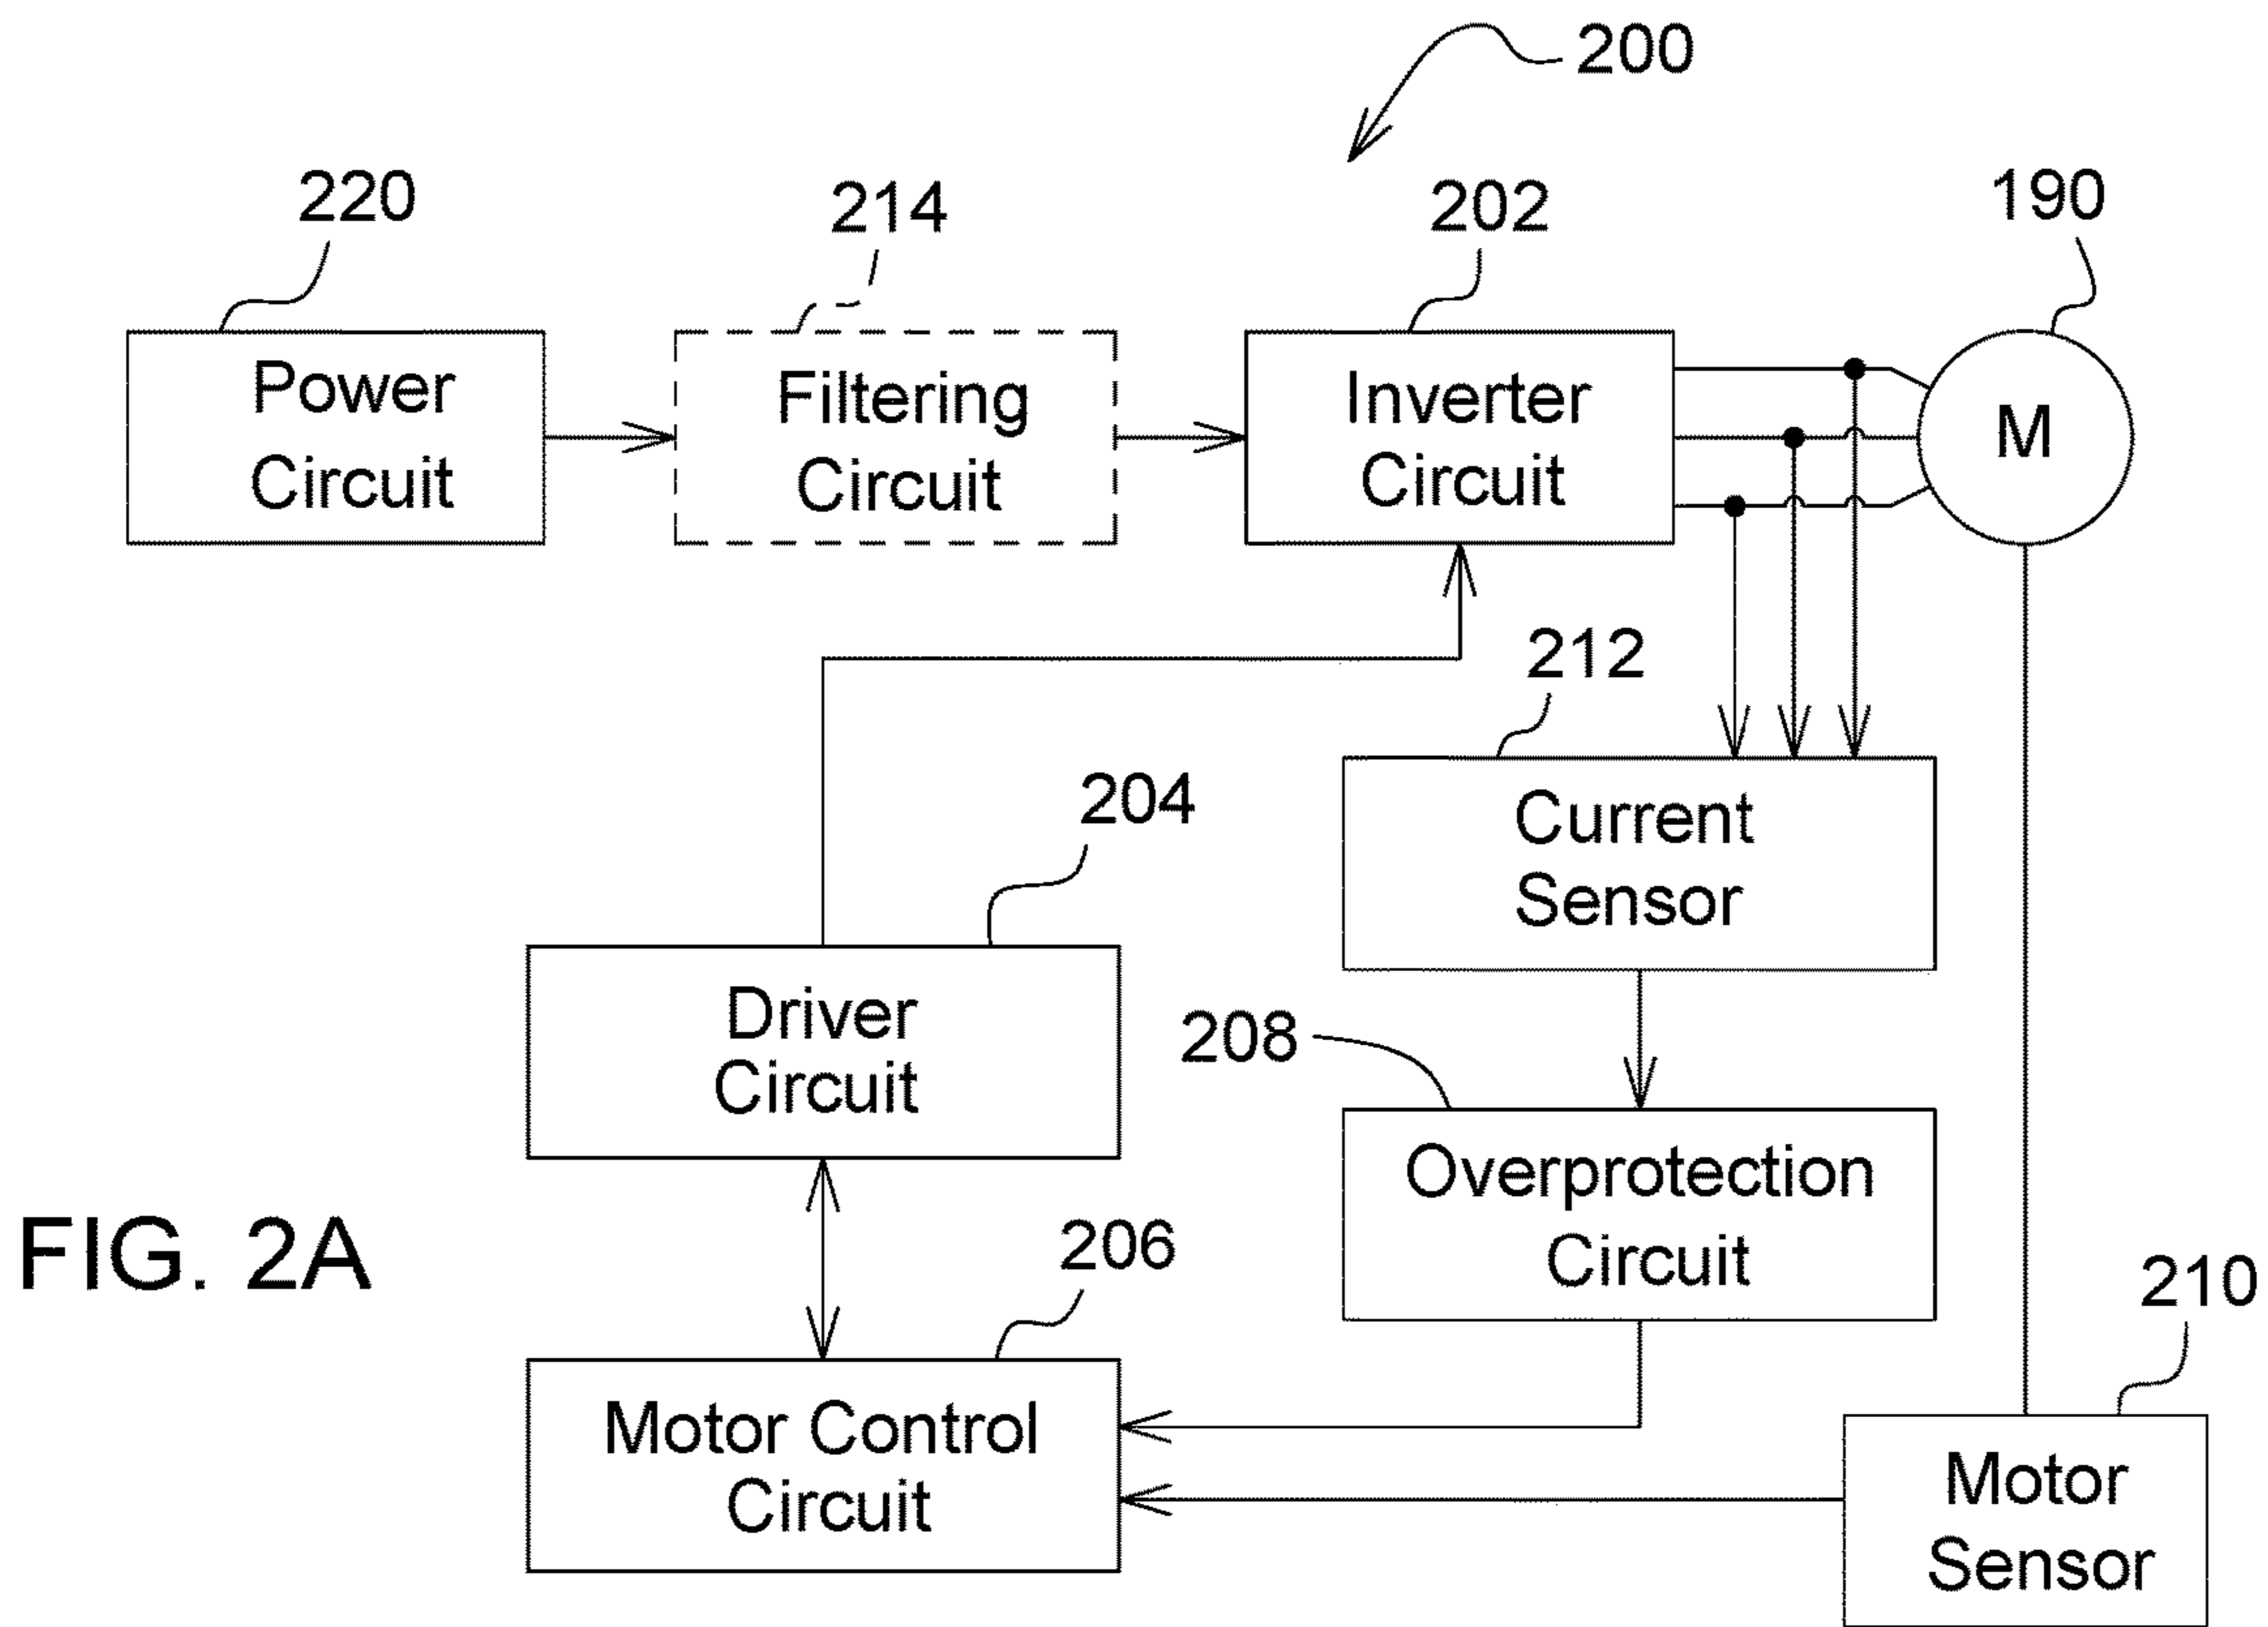 200
220
214
202
190
Power
Circuit
Filtering
Circuit
Inverter
Circuit
M
212
Current
Sensor
204
Driver
Circuit
208
Overprotection
Circuit
FIG. 2A
206
Motor Control
Circuit
210
Motor
Sensor